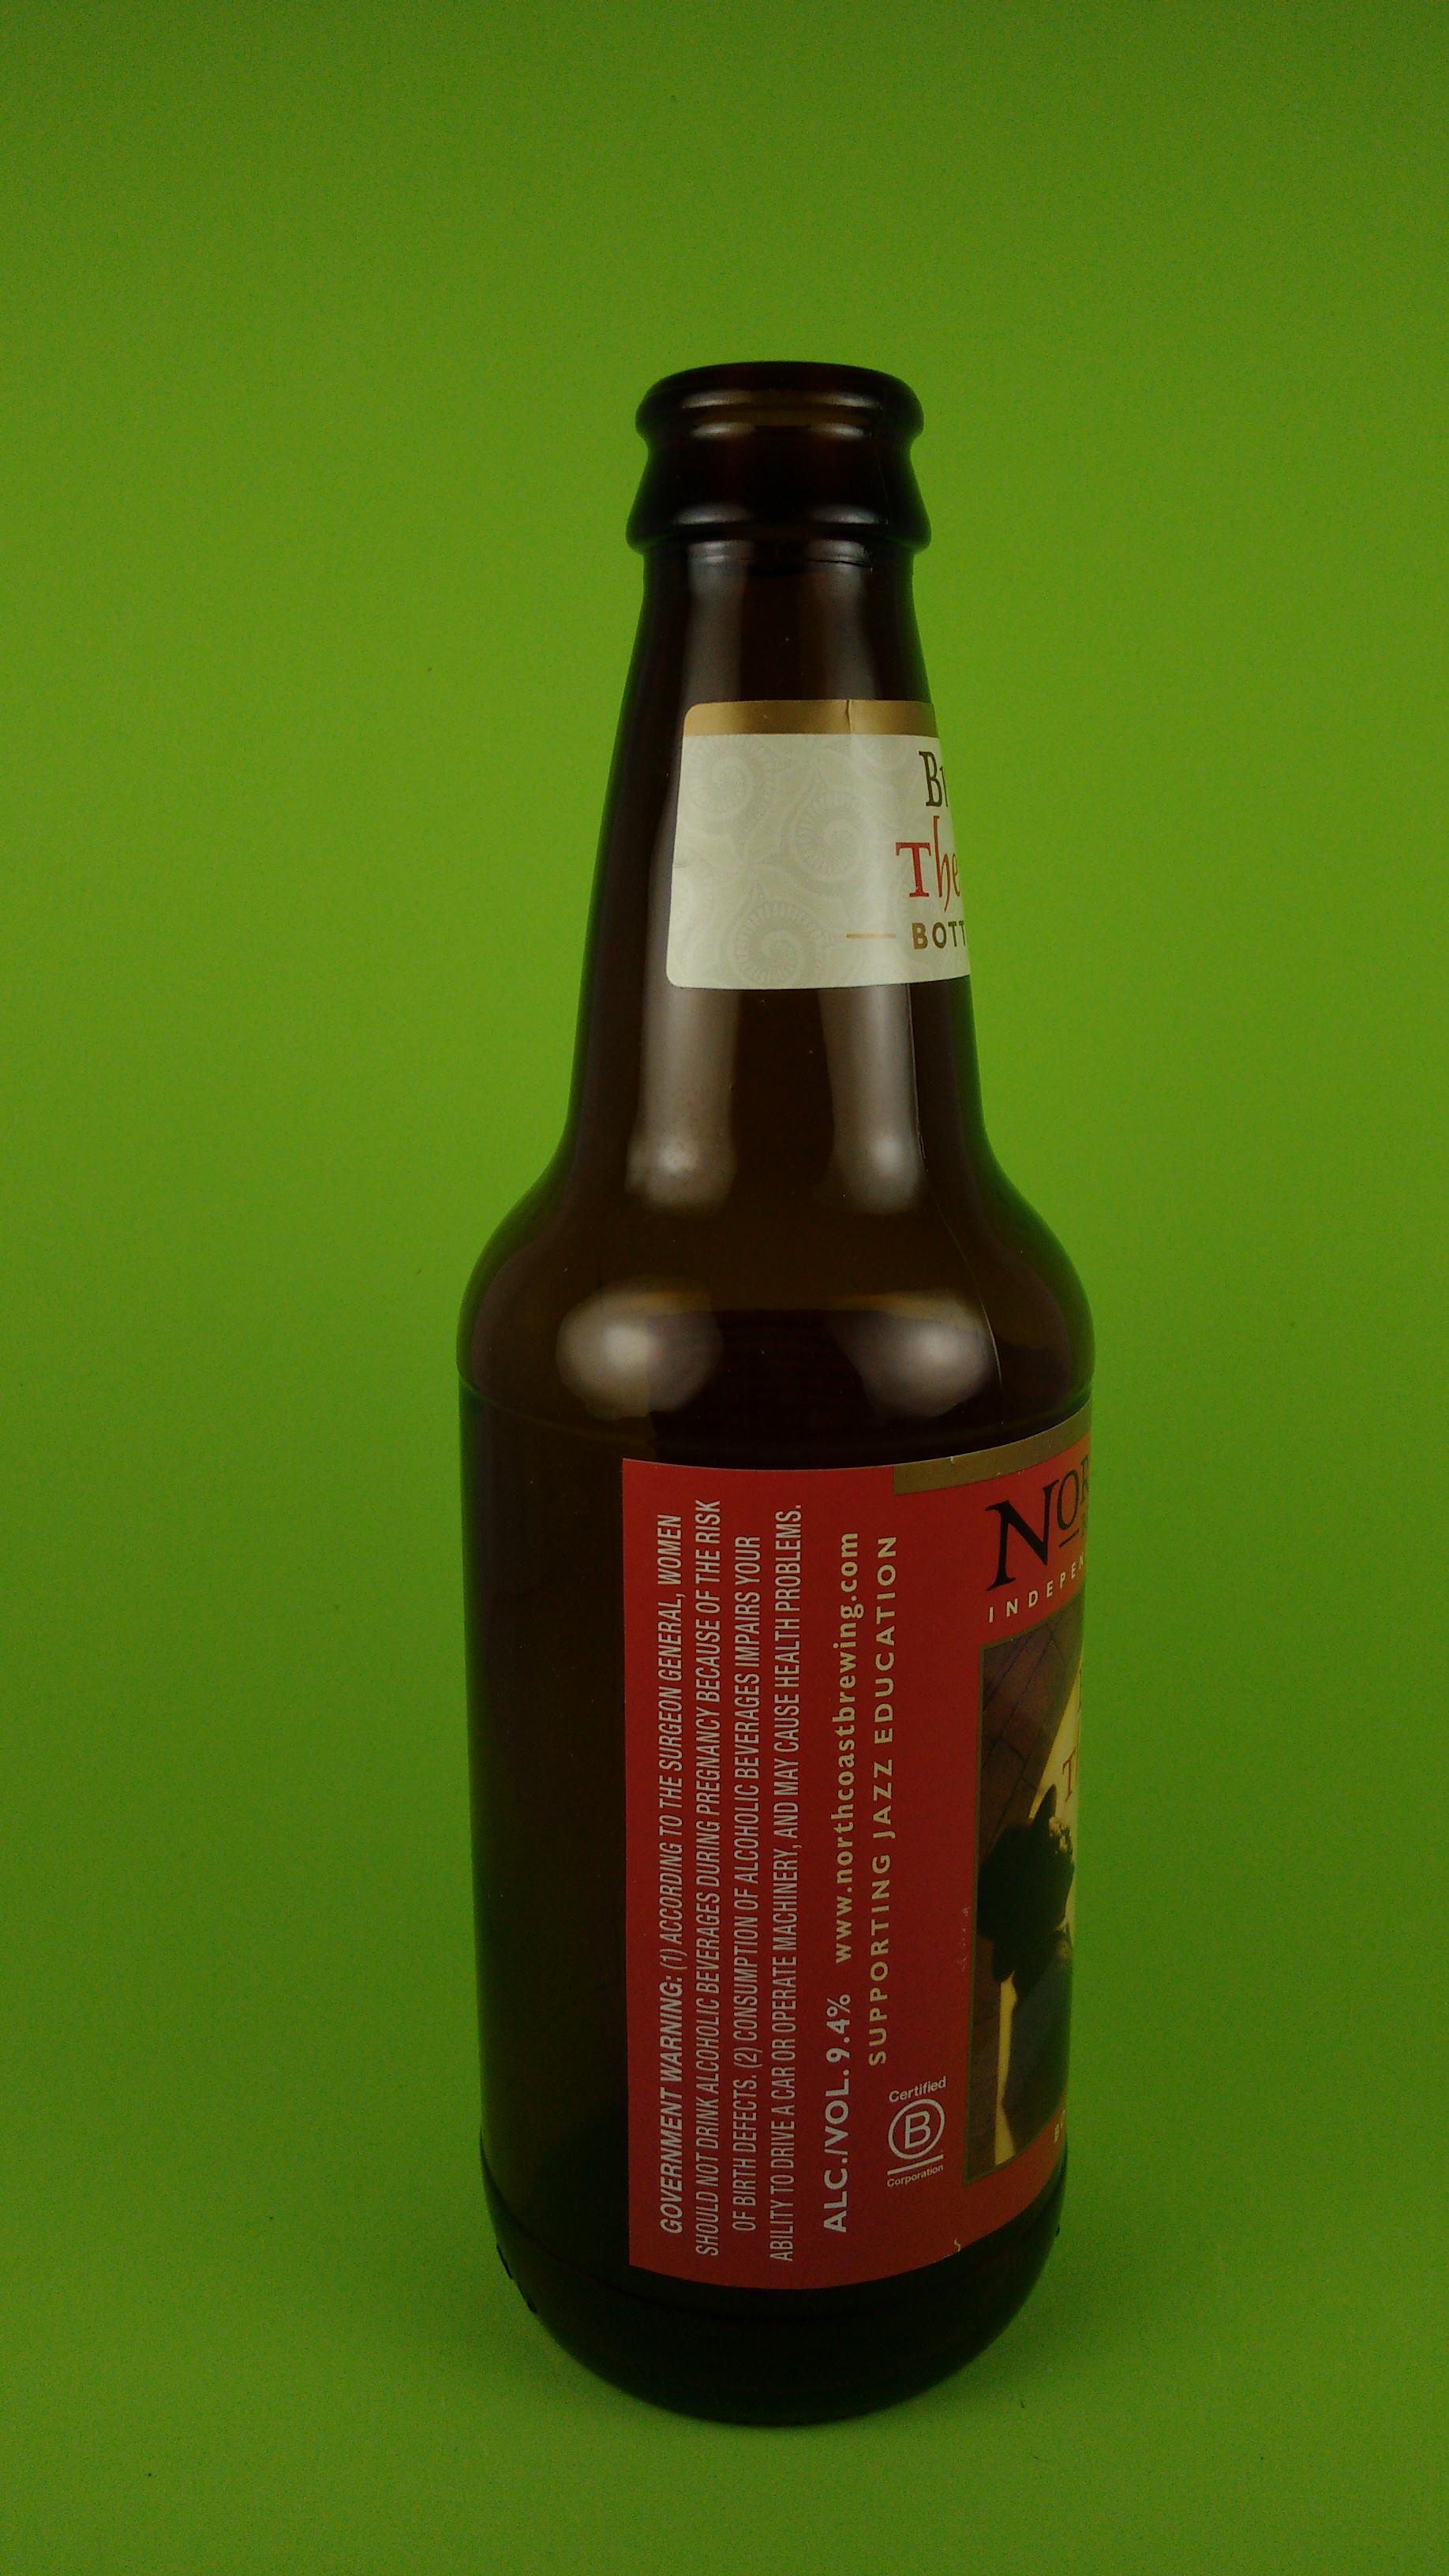 The
GOVERNMENT WARNING: (1) ACCORDING TO THE SURGEON GENERAL, WOMEN
SHOULD NOT DRINK ALCOHOLIC BEVERAGES DURING PREGNANCY BECAUSE OF THE RISK
OF BIRTH DEFECTS. (2) CONSUMPTION OF ALCOHOLIC BEVERAGES IMPAIRS YOUR
ABILITY TO DRIVE A CAR OR OPERATE MACHINERY, AND MAY CAUSE HEALTH PROBLEMS.
ALC./VOL. 9.4% www.northcoastbrewing.com
SUPPORTING JAZZ EDUCATION
Certified
B
Corporation